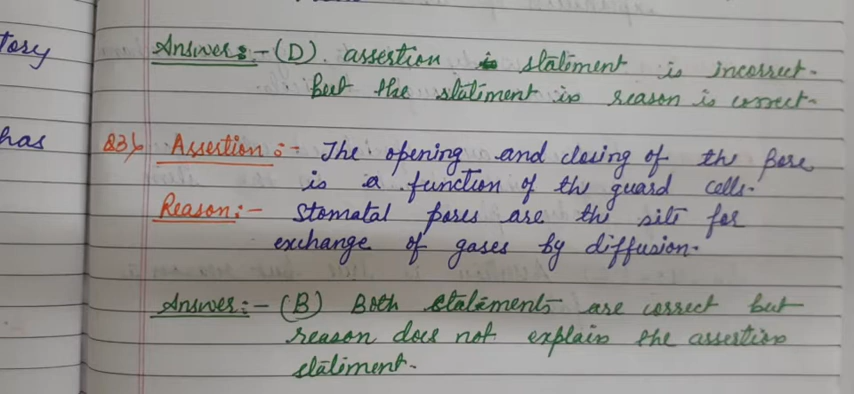 tory
Answer:- (D). assertion is statement is incorrect.
but the statement in reason is correct.
has
Q3) Assertion:- The opening and closing of the pore
is a function of the guard cells.
Reason:- Stomatal pores are the site for
exchange of gases by diffusion.
Answer:- (B) Both statements are correct but
reason does not explain the assertion
statement.